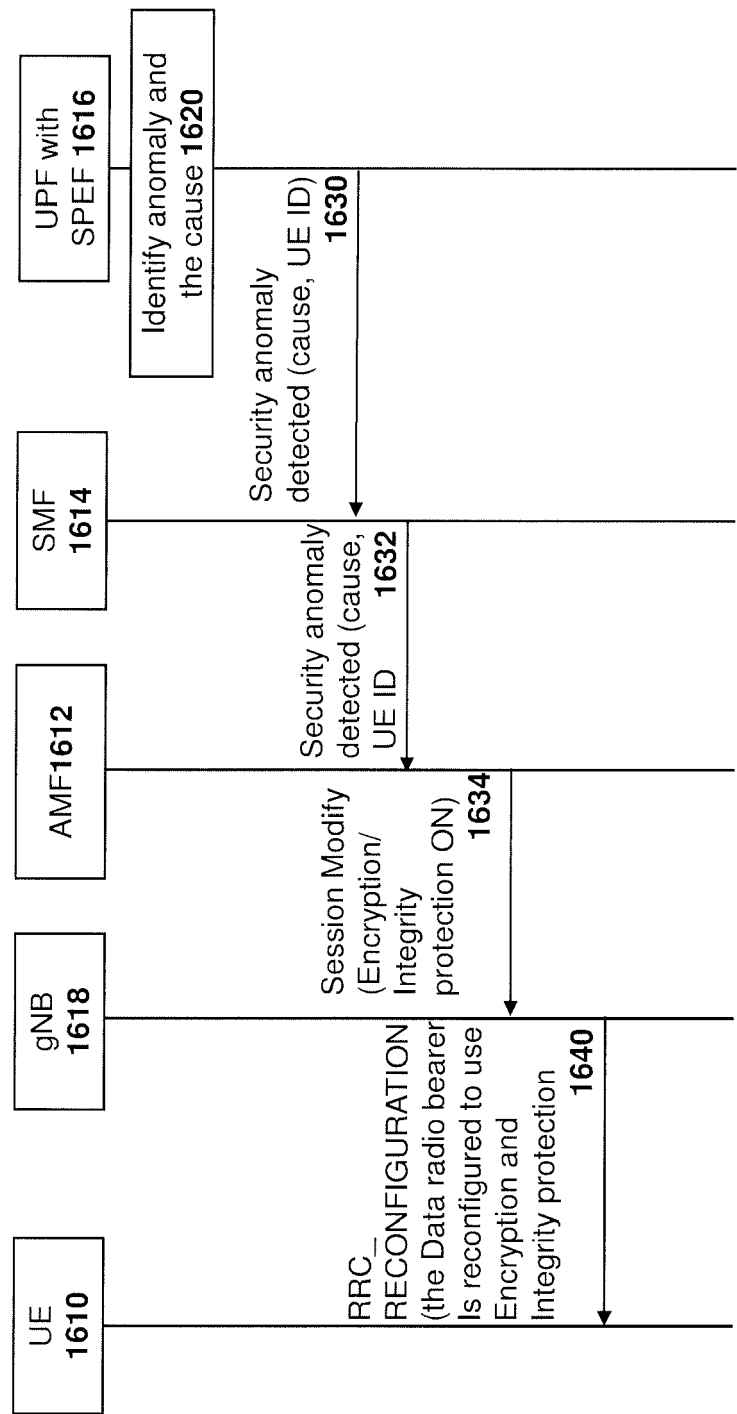 UE
1610
gNB
1618
AMF1612
SMF
1614
UPF with
SPEF 1616
Identify anomaly and
the cause 1620
Security anomaly
detected (cause, UE ID)
1630
Security anomaly
detected (cause,
UE ID 1632
Session Modify
(Encryption/
Integrity
protection ON)
1634
RRC_
RECONFIGURATION
(the Data radio bearer
Is reconfigured to use
Encryption and
Integrity protection
1640